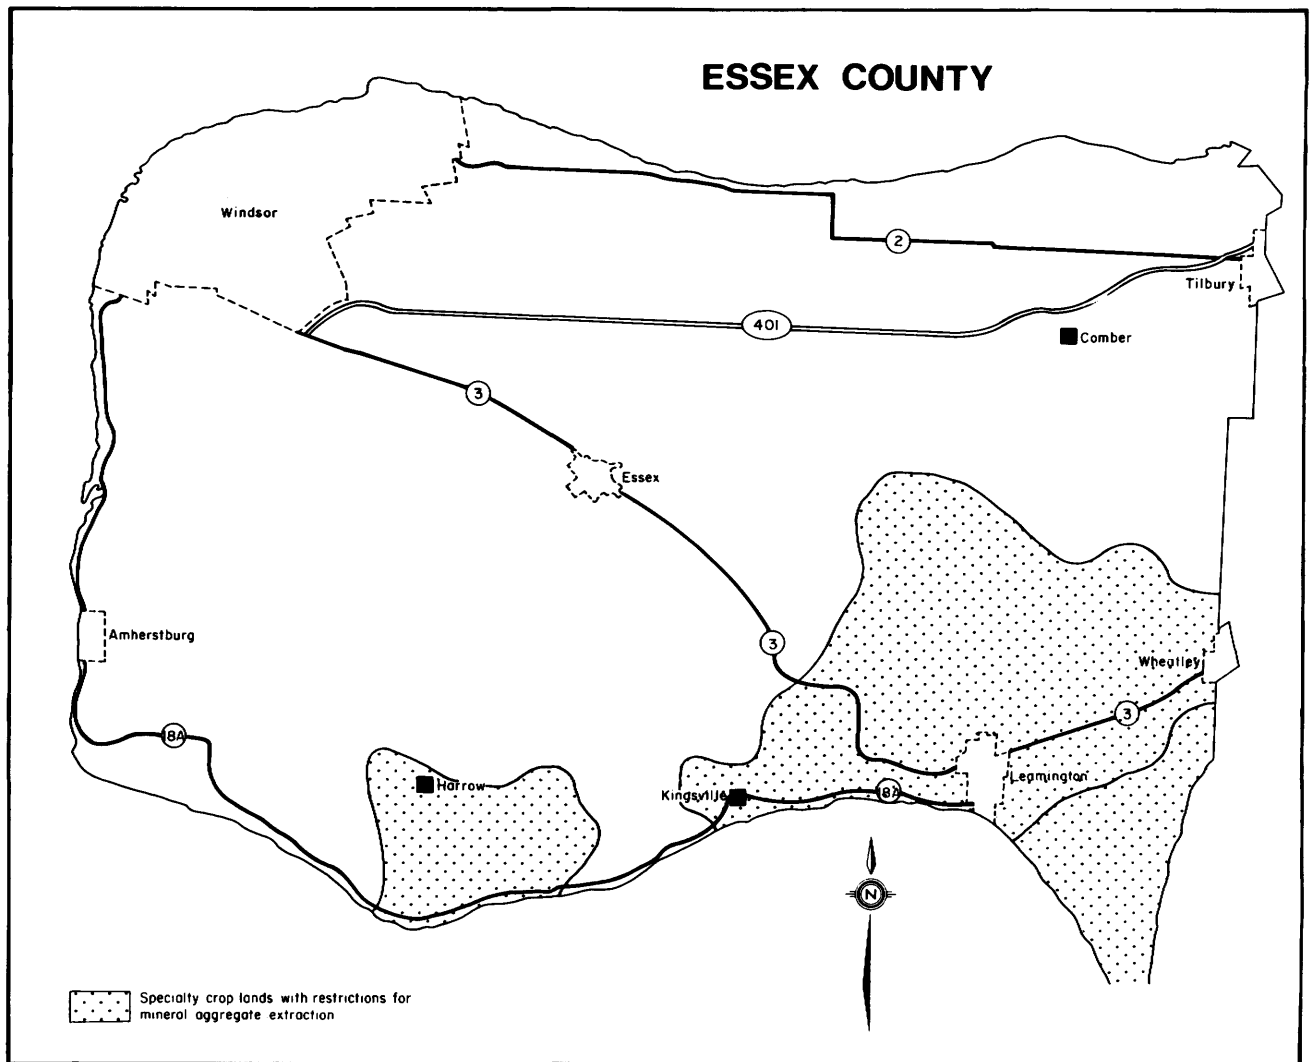 ESSEX COUNTY
Windsor
2
Tilbury
401
Comber
3
Essex
3
Amherstburg
Wheatley
3
18A
Leamington
Harrow
Kingsville
18A
N
Specialty crop lands with restrictions for
mineral aggregate extraction